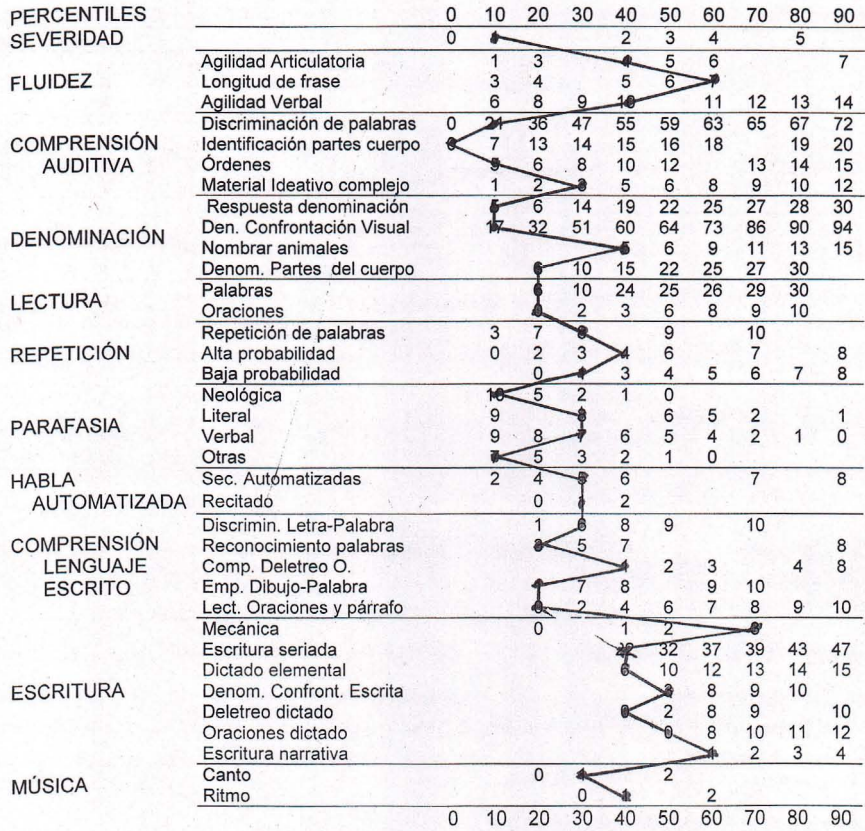 PERCENTILES 0 10 20 30 40 50 60 70 80 90
SEVERIDAD 0 2 3 4 5
FLUIDEZ
Agilidad Articulatoria 1 3 5 6 7
Longitud de frase 3 4 5 6
Agilidad Verbal 6 8 9 11 12 13 14
COMPRENSIÓN AUDITIVA
Discriminación de palabras 0 36 47 55 59 63 65 67 72
Identificación partes cuerpo 7 13 14 15 16 18 19 20
Órdenes 6 8 10 12 13 14 15
Material Ideativo complejo 1 2 5 6 8 9 10 12
DENOMINACIÓN
Respuesta denominación 6 14 19 22 25 27 28 30
Den. Confrontación Visual 17 32 51 60 64 73 86 90 94
Nombrar animales 6 9 11 13 15
Denom. Partes del cuerpo 10 15 22 25 27 30
LECTURA
Palabras 10 24 25 26 29 30
Oraciones 2 3 6 8 9 10
REPETICIÓN
Repetición de palabras 3 7 9 10
Alta probabilidad 0 2 3 4 6 7 8
Baja probabilidad 0 3 4 5 6 7 8
PARAFASIA
Neológica 5 2 1 0
Literal 9 6 5 2 1
Verbal 9 8 7 6 5 4 2 1 0
Otras 5 3 2 1 0
HABLA AUTOMATIZADA
Sec. Automatizadas 2 4 6 7 8
Recitado 0 2
COMPRENSIÓN LENGUAJE ESCRITO
Discrimin. Letra-Palabra 1 8 9 10
Reconocimiento palabras 5 7 8
Comp. Deletreo O. 2 3 4 8
Emp. Dibujo-Palabra 7 8 9 10
Lect. Oraciones y párrafo 2 4 6 7 8 9 10
ESCRITURA
Mecánica 0 1 2
Escritura seriada 32 37 39 43 47
Dictado elemental 10 12 13 14 15
Denom. Confront. Escrita 8 9 10
Deletreo dictado 2 8 9 10
Oraciones dictado 8 10 11 12
Escritura narrativa 2 3 4
MÚSICA
Canto 0 2
Ritmo 0 2
0 10 20 30 40 50 60 70 80 90